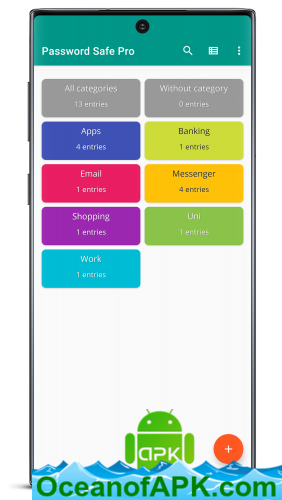 Password Safe Pro
All categories Without category
13 entries 0 entries
Apps Banking
4 entries 1 entries
Email Messenger
1 entries 4 entries
Shopping Uni
1 entries 1 entries
Work
1 entries
+
APK
OceanofAPK.com